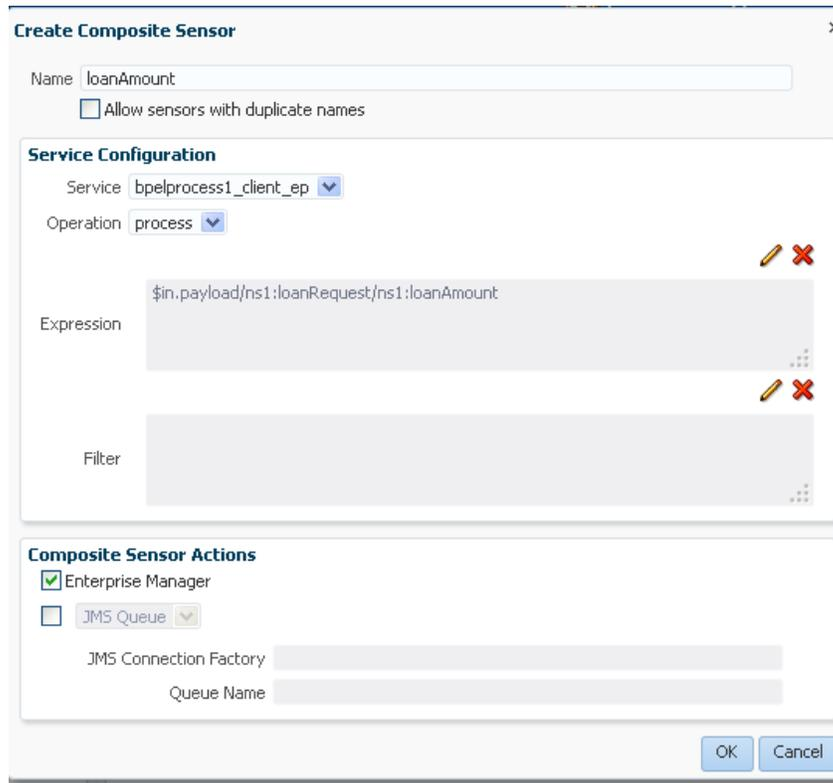 Create Composite Sensor
Name loanAmount
Allow sensors with duplicate names
Service Configuration
Service bpelprocess1_client_ep
Operation process
Expression $in.payload/ns1:loanRequest/ns1:loanAmount
Filter
Composite Sensor Actions
Enterprise Manager
JMS Queue
JMS Connection Factory
Queue Name
OK Cancel